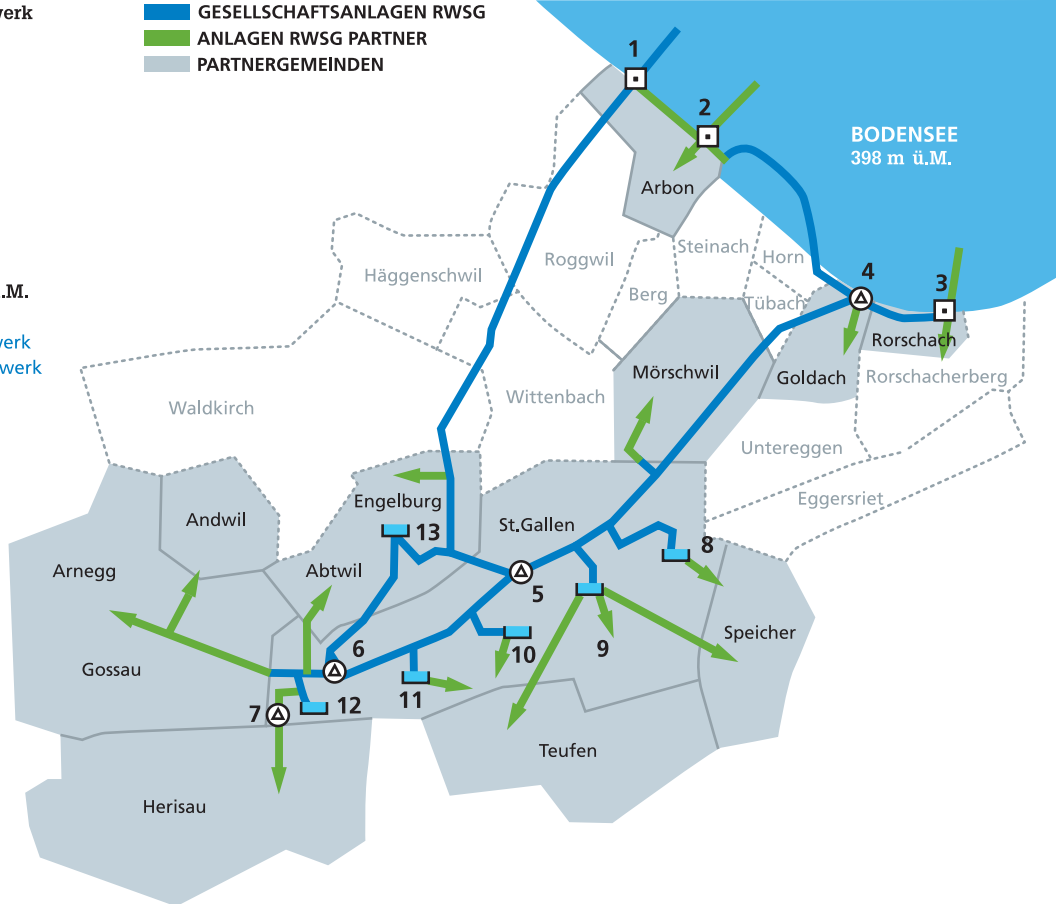 werk
GESELLSCHAFTSANLAGEN RWSG
ANLAGEN RWSG PARTNER
PARTNERGEMEINDEN
1
2
BODENSEE
398 m ü.M.
Arbon
Steinach
Horn
Roggwil
Häggenschwil
4
3
.M.
Berg
Tübach
werk
werk
Rorschach
Mörschwil
Goldach
Rorschacherberg
Wittenbach
Waldkirch
Untereggen
Eggersriet
Engelburg
Andwil
St.Gallen
13
8
Arnegg
Abtwil
5
Speicher
6
9
10
Gossau
11
12
7
Teufen
Herisau